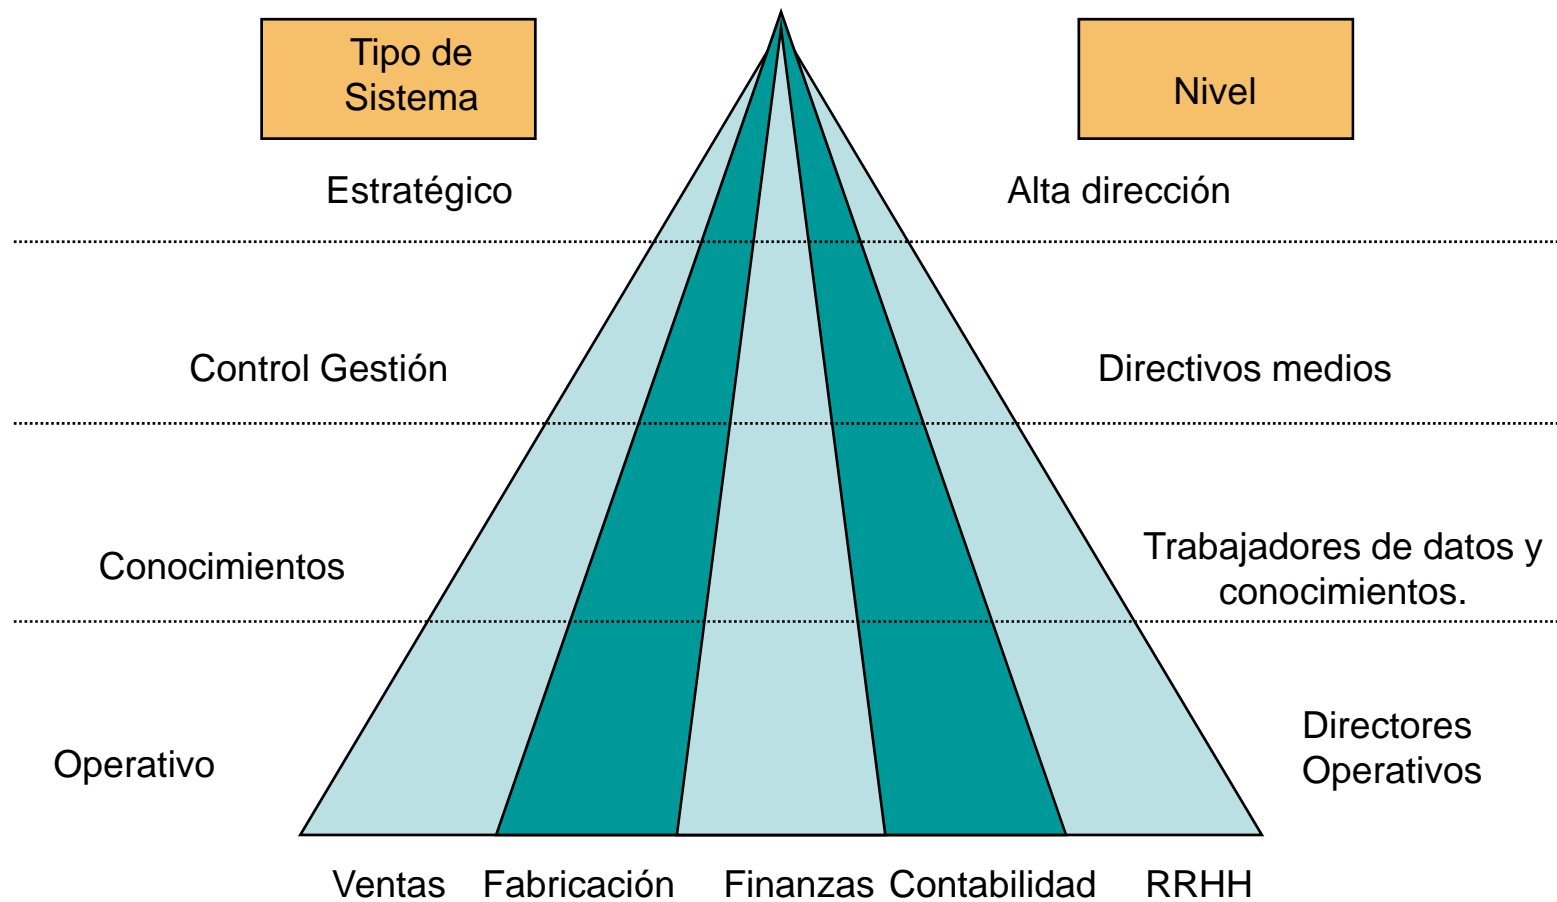 Tipo de
Sistema
Nivel
Estratégico
Alta dirección
Control Gestión
Directivos medios
Conocimientos
Trabajadores de datos y
conocimientos.
Operativo
Directores
Operativos
Ventas
Fabricación
Finanzas
Contabilidad
RRHH